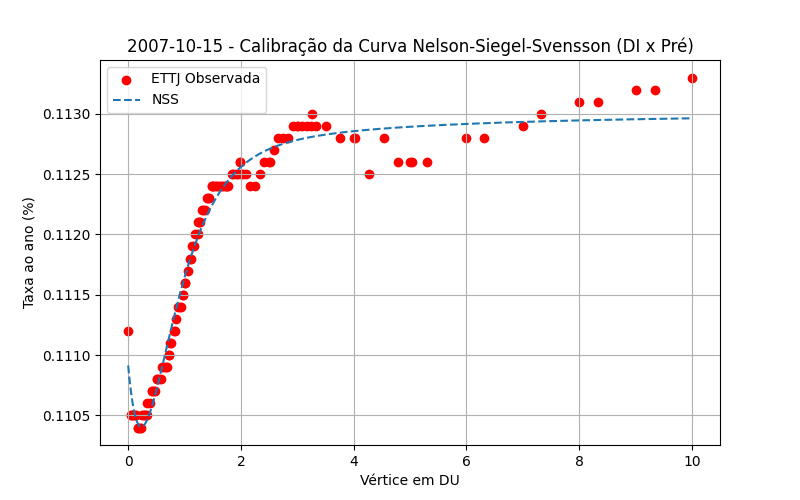 2007-10-15 - Calibração da Curva Nelson-Siegel-Svensson (DI x Pré)
ETTJ Observada
NSS
Taxa ao ano (%)
0.1130
0.1125
0.1120
0.1115
0.1110
0.1105
0 2 4 6 8 10
Vértice em DU